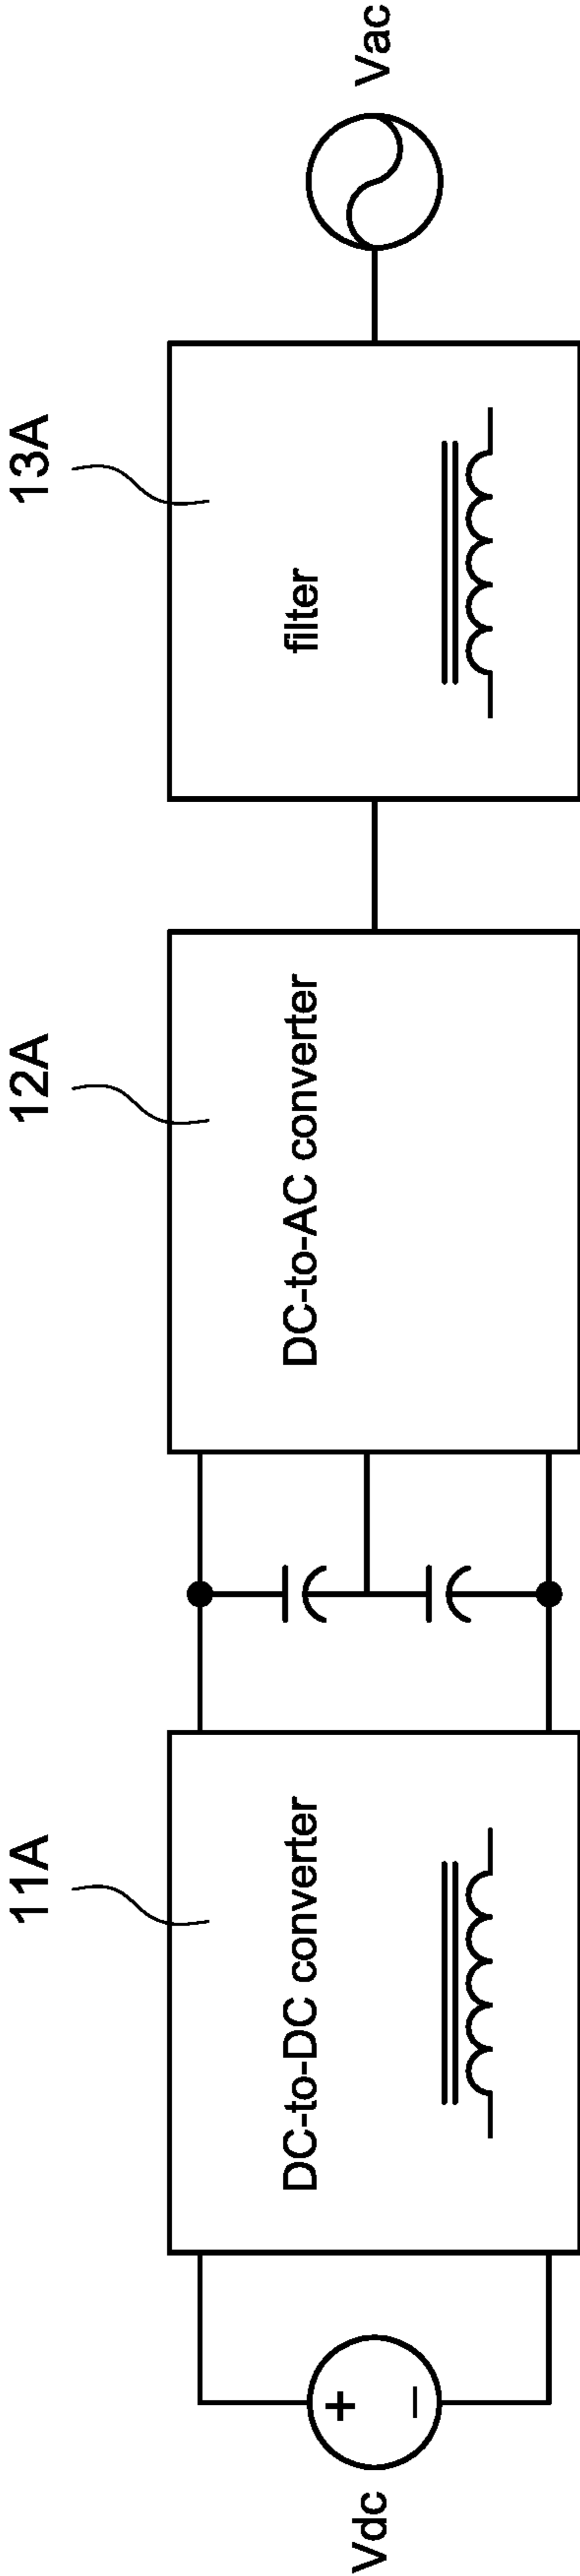 11A
12A
13A
Vdc
+
−
DC-to-DC converter
DC-to-AC converter
filter
Vac